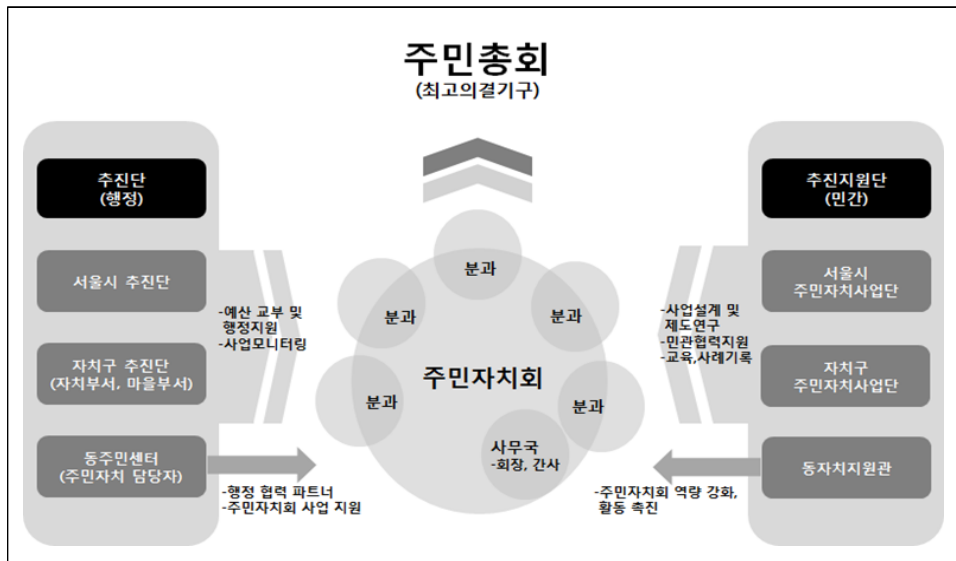 주민총회
(최고의결기구)
추진단
(행정)
서울시 추진단
자치구 추진단
(자치부서, 마을부서)
동주민센터
(주민자치 담당자)
-예산 교부 및
행정지원
-사업모니터링
-행정 협력 파트너
-주민자치회 사업 지원
분과
분과
분과
분과
분과
주민자치회
사무국
-회장, 간사
-사업설계 및
제도연구
-민관협력지원
-교육,사례기록
-주민자치회 역량 강화,
활동 촉진
추진지원단
(민간)
서울시
주민자치사업단
자치구
주민자치사업단
동자치지원관